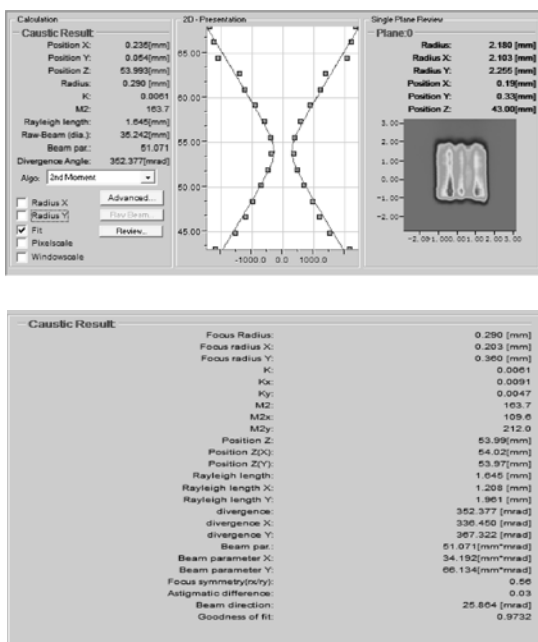 Calculation
Caustic Result:
Position X: 0.235[mm]
Position Y: 0.054[mm]
Position Z: 53.993[mm]
Radius: 0.290 [mm]
K: 0.0061
M2: 163.7
Rayleigh length: 1.645[mm]
Raw-Beam (dia.): 36.242[mm]
Beam par.: 51.071
Divergence Angle: 352.377[mrad]
Algo: 2nd Moment
Radius X
Advanced...
Radius Y
Fit
Review...
Pixelscale
Windowscale
2D - Presentation
65.00
60.00
55.00
50.00
45.00
-1000.0 0.0 1000.0
Single Plane Review
Plane:0
Radius: 2.180 [mm]
Radius X: 2.103 [mm]
Radius Y: 2.255 [mm]
Position X: 0.19[mm]
Position Y: 0.33[mm]
Position Z: 43.00[mm]
3.00
2.00
1.00
0.00
-1.00
-2.00
Caustic Result:
Focus Radius: 0.290 [mm]
Focus radius X: 0.203 [mm]
Focus radius Y: 0.360 [mm]
K: 0.0061
Kx: 0.0091
Ky: 0.0047
M2: 163.7
M2x: 109.6
M2y: 212.0
Position Z: 53.99[mm]
Position Z(X): 54.02[mm]
Position Z(Y): 53.97[mm]
Rayleigh length: 1.645 [mm]
Rayleigh length X: 1.208 [mm]
Rayleigh length Y: 1.961 [mm]
divergence: 352.377 [mrad]
divergence X: 336.450 [mrad]
divergence Y: 367.322 [mrad]
Beam par.: 51.071[mm*mrad]
Beam parameter X: 34.192[mm*mrad]
Beam parameter Y: 66.134[mm*mrad]
Focus symmetry(rx/ry): 0.56
Astigmatic difference: 0.03
Beam direction: 25.864 [mrad]
Goodness of fit: 0.9732